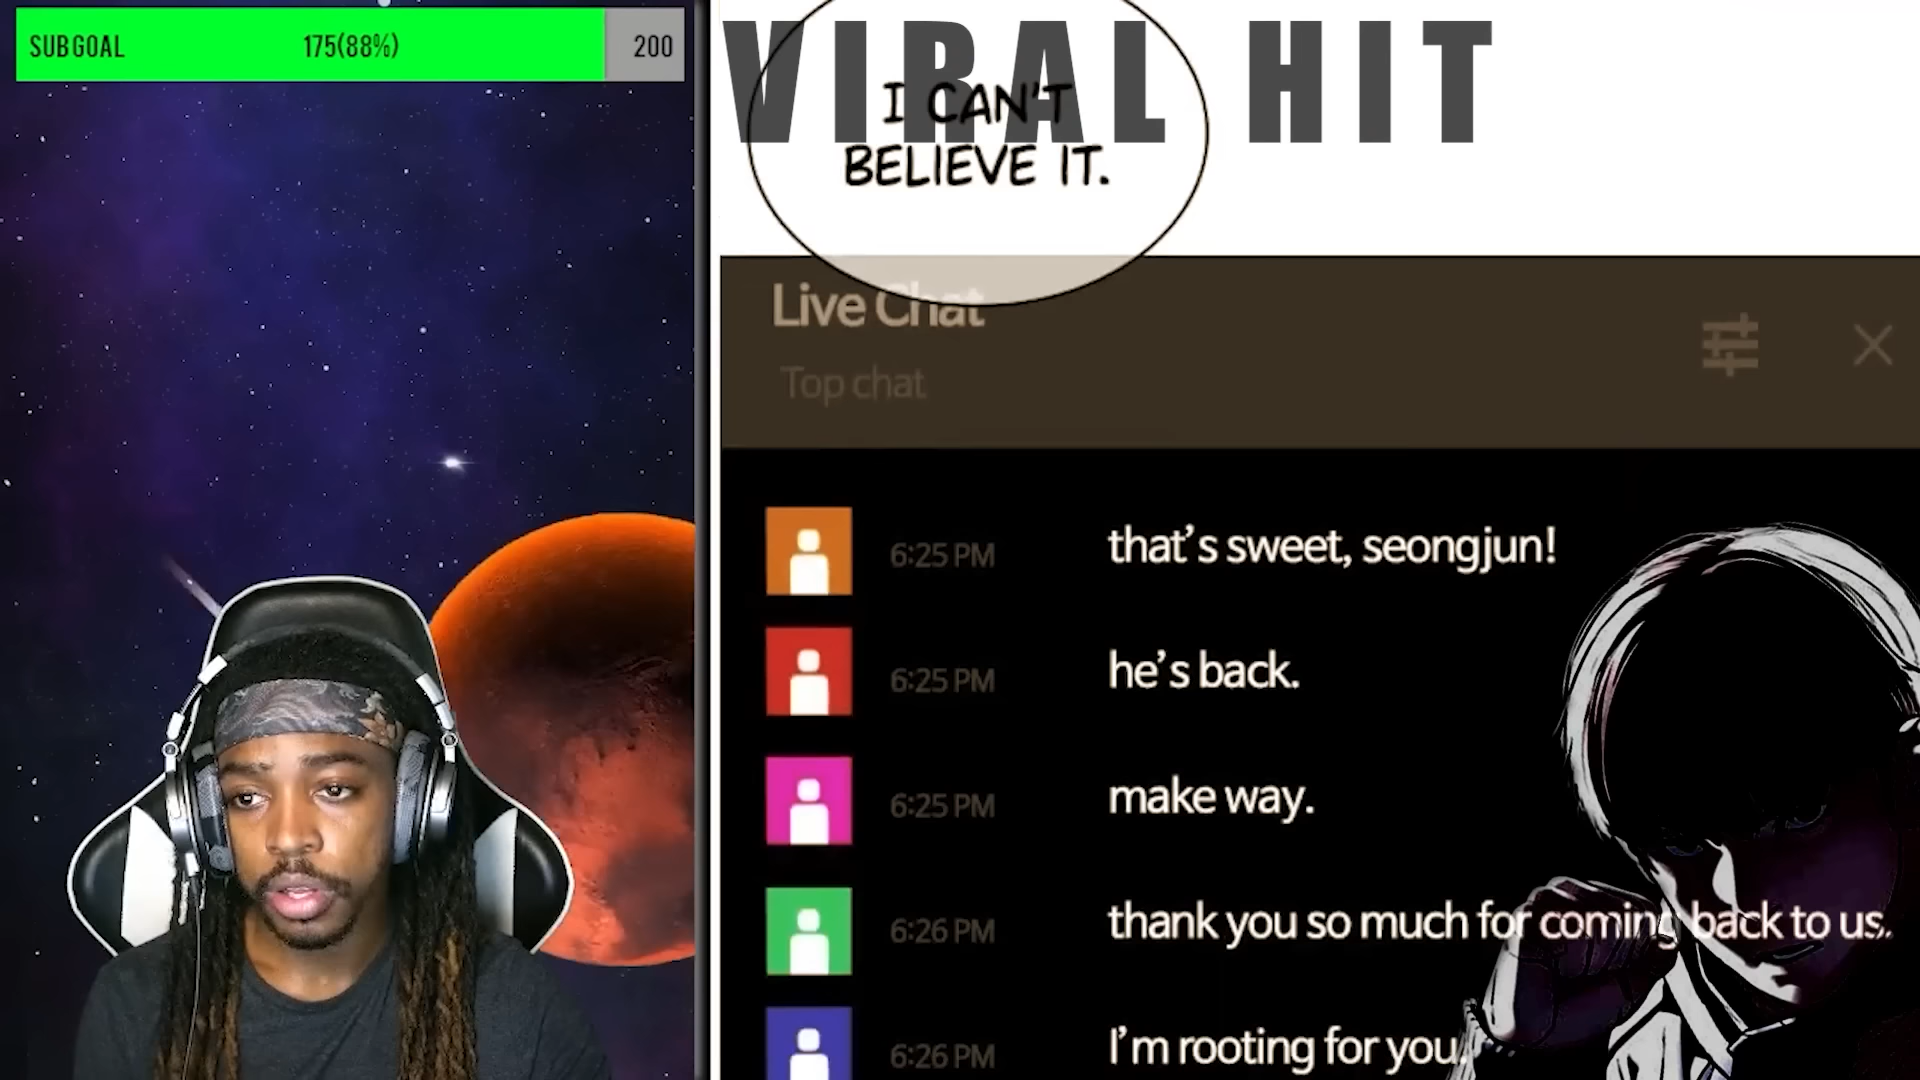 SUB GOAL 175(88%) 200
VIRAL HIT
I CAN'T
BELIEVE IT.
Live Chat
Top chat
6:25 PM that's sweet, seongjun!
6:25 PM he's back.
6:25 PM make way.
6:26 PM thank you so much for coming back to us.
6:26 PM I'm rooting for you.